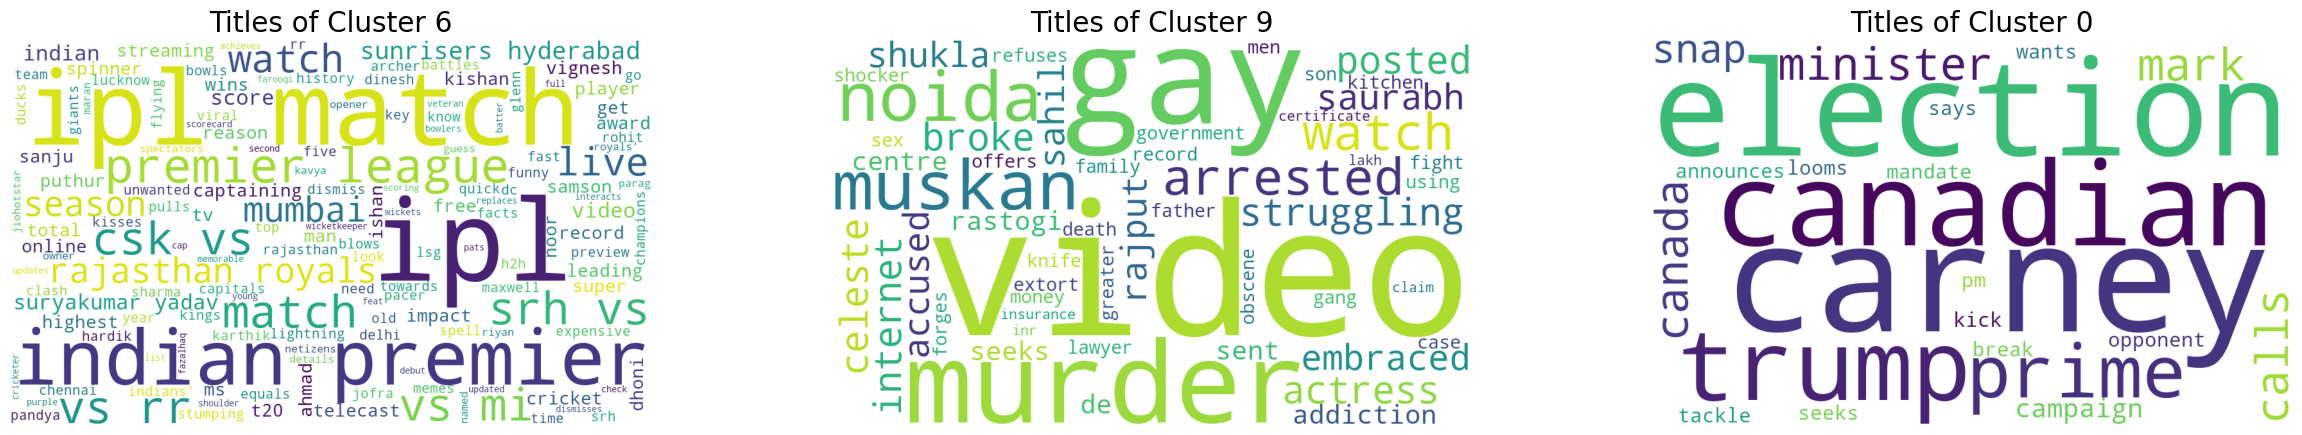 Titles of Cluster 6
indian streaming achieves rr sunrisers hyderabad
watch
team spinner bowls farooqi history archer battles dinesh kishan vignesh go
lucknow wins score opener veteran glenn full player
ipl match
ducks giants maran flying viral scorecard reason key know bowlers batter get award rohit
spectators second five guess fast royals'
sanju premier league live
puthur kavya funny
unwanted captaining dismiss scoring quick dc samson parag
jiohotstar season pulls tv mumbai ishan wickets replaces free facts interacts
kisses wicketkeeper video
total top man noor record champions
online csk vs cap rajasthan blows lsg pats preview
owner memorable look h2h leading
updates rajasthan royals ipl
clash sharma capitals need towards maxwell super
suryakumar yadav kings young match old impact pacer feat srh vs
highest year spell riyan expensive
hardik karthik lightning delhi
indian premier
list fazalhaq netizens details debut updated check
cricketer chennai indians' ms equals ahmad jofra memes named cricket dismisses dhoni
purple shoulder
pandya vs rr stumping t20 telecast vs mi time srh
Titles of Cluster 9
shukla refuses gay men posted
shocker son kitchen
noida sahil saurabh
certificate
sex broke government watch
centre offers family record lakh fight
muskan arrested using
rastogi rajput father struggling
death
celeste internet accused video
knife
extort greater obscene gang claim
money
insurance
forges inr
seeks lawyer sent embraced case
murder actress
de addiction
Titles of Cluster 0
snap minister wants mark
election
says
announces looms mandate
canada canadian
carney
pm
kick
trump prime opponent calls
break
tackle seeks campaign